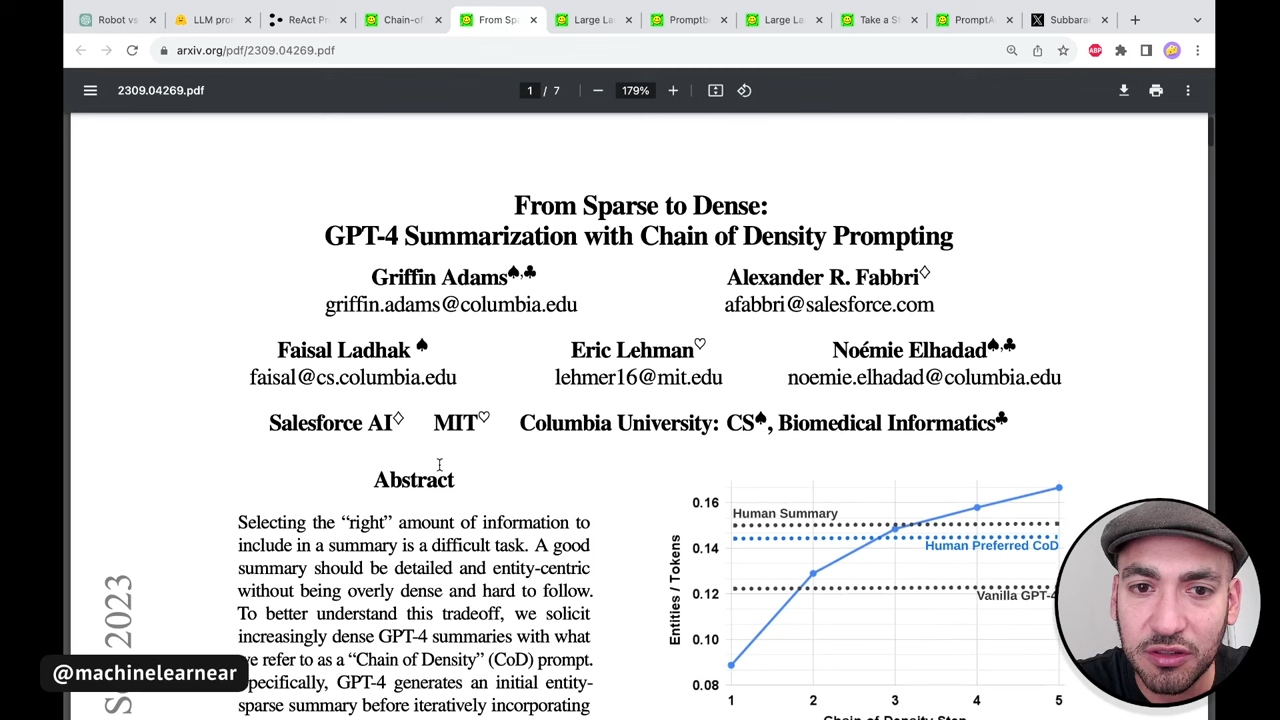 Robot vs
LLM pro
ReAct Pr
Chain-of
From Spa
Large La
Promptb
Large La
Take a S
PromptA
Subbara
arxiv.org/pdf/2309.04269.pdf
ABP
2309.04269.pdf
1 / 7
179%
From Sparse to Dense:
GPT-4 Summarization with Chain of Density Prompting
Griffin Adams♠,♣
Alexander R. Fabbri♢
griffin.adams@columbia.edu
afabbri@salesforce.com
Faisal Ladhak ♠
Eric Lehman♡
Noémie Elhadad♠,♣
faisal@cs.columbia.edu
lehmer16@mit.edu
noemie.elhadad@columbia.edu
Salesforce AI♢ MIT♡ Columbia University: CS♠, Biomedical Informatics♣
Abstract
Selecting the “right” amount of information to
include in a summary is a difficult task. A good
summary should be detailed and entity-centric
without being overly dense and hard to follow.
To better understand this tradeoff, we solicit
increasingly dense GPT-4 summaries with what
we refer to as a “Chain of Density” (CoD) prompt.
Specifically, GPT-4 generates an initial entity-
sparse summary before iteratively incorporating
Entities / Tokens
0.16
0.14
0.12
0.10
0.08
Human Summary
Human Preferred CoD
Vanilla GPT-4
1 2 3 4 5
Chain of Density Step
2023
@machinelearnear